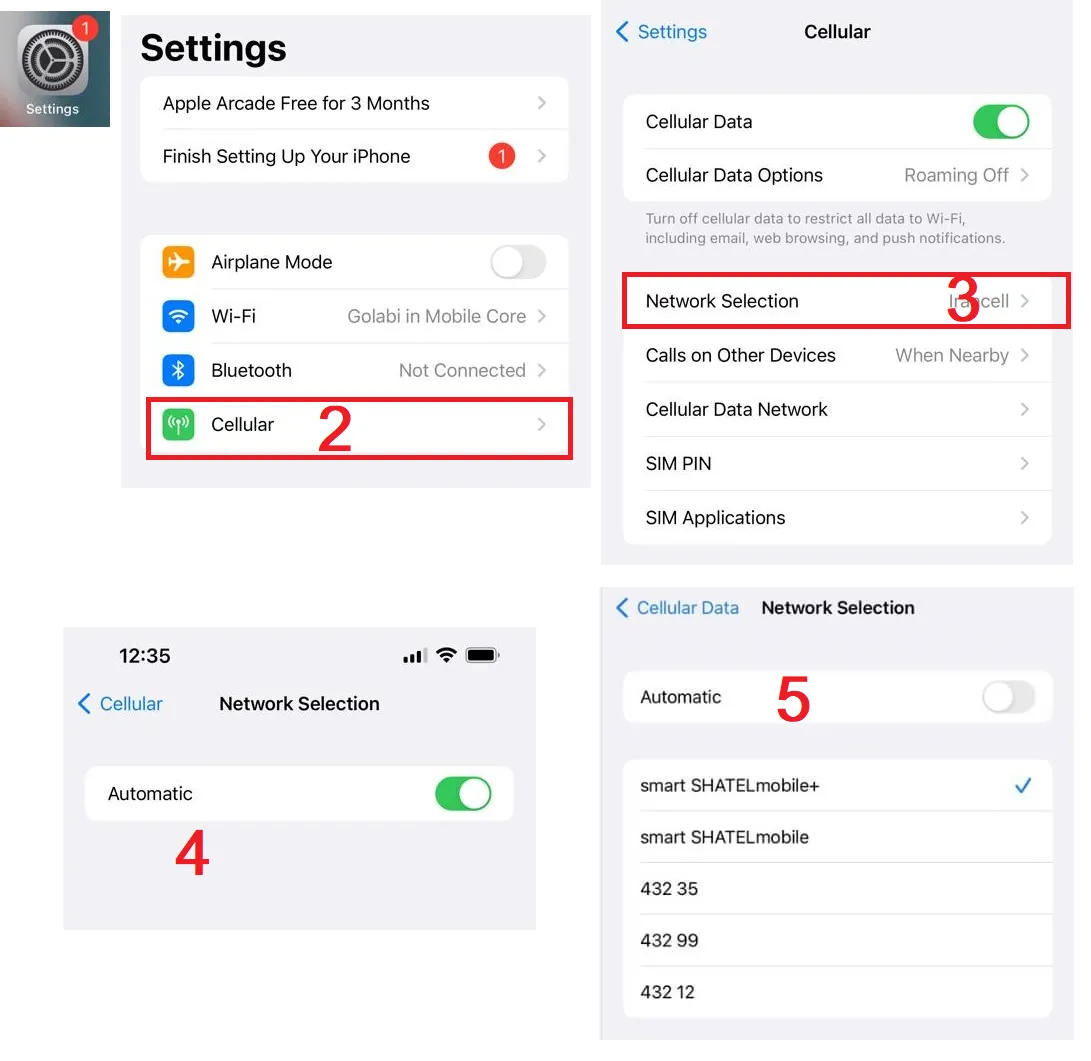 1
Settings
Settings
Apple Arcade Free for 3 Months
Finish Setting Up Your iPhone 1
Airplane Mode
Wi-Fi Golabi in Mobile Core
Bluetooth Not Connected
Cellular 2
Settings Cellular
Cellular Data
Cellular Data Options Roaming Off
Turn off cellular data to restrict all data to Wi-Fi,
including email, web browsing, and push notifications.
Network Selection Irancell 3
Calls on Other Devices When Nearby
Cellular Data Network
SIM PIN
SIM Applications
12:35
Cellular Network Selection
Automatic
4
Cellular Data Network Selection
Automatic 5
smart SHATELmobile+
smart SHATELmobile
432 35
432 99
432 12